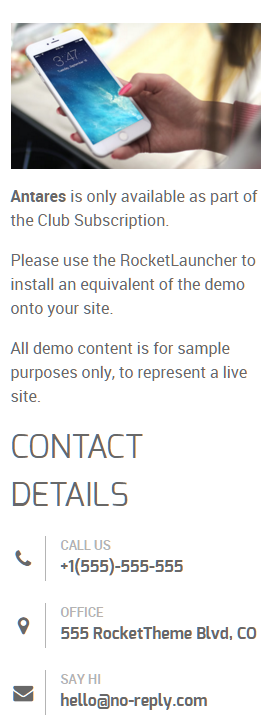 3:47
Antares is only available as part of
the Club Subscription.
Please use the RocketLauncher to
install an equivalent of the demo
onto your site.
All demo content is for sample
purposes only, to represent a live
site.
CONTACT
DETAILS
CALL US
+1(555)-555-555
OFFICE
555 RocketTheme Blvd, CO
SAY HI
hello@no-reply.com